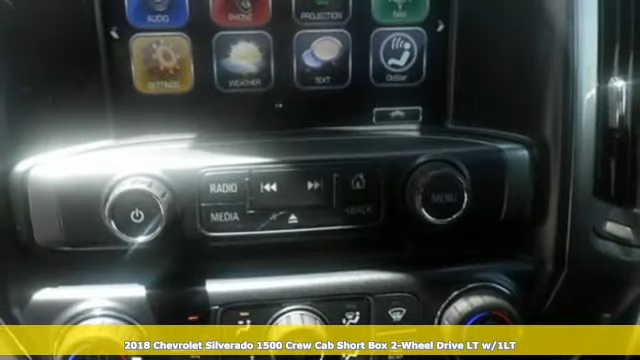 AUDIO PHONE PROJECTION NAV
SETTINGS WEATHER TEXT OnStar
RADIO
MEDIA BACK
MENU
2018 Chevrolet Silverado 1500 Crew Cab Short Box 2-Wheel Drive LT w/1LT